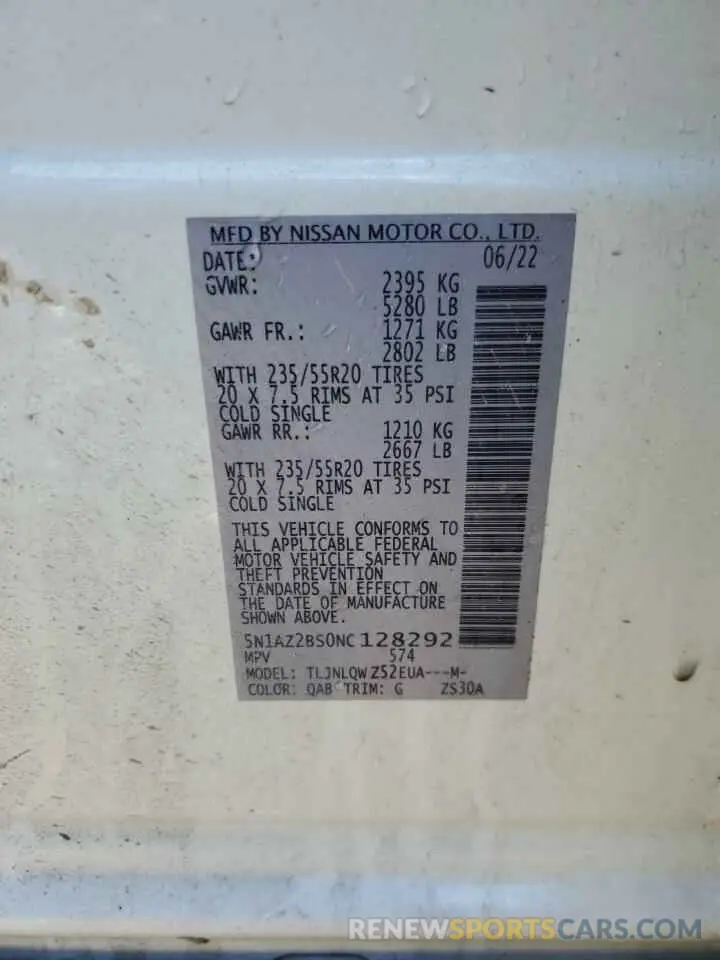 MFD BY NISSAN MOTOR CO., LTD.
DATE: 06/22
GVWR: 2395 KG
5280 LB
GAWR FR.: 1271 KG
2802 LB
WITH 235/55R20 TIRES
20 X 7.5 RIMS AT 35 PSI
COLD SINGLE
GAWR RR.: 1210 KG
2667 LB
WITH 235/55R20 TIRES
20 X 7.5 RIMS AT 35 PSI
COLD SINGLE
THIS VEHICLE CONFORMS TO
ALL APPLICABLE FEDERAL
MOTOR VEHICLE SAFETY AND
THEFT PREVENTION
STANDARDS IN EFFECT ON
THE DATE OF MANUFACTURE
SHOWN ABOVE.
5N1AZ2BS0NC128292
MPV 574
MODEL: TLJNLQW Z52EUA---M-
COLOR: QAB TRIM: G ZS30A
RENEWSPORTSCARS.COM